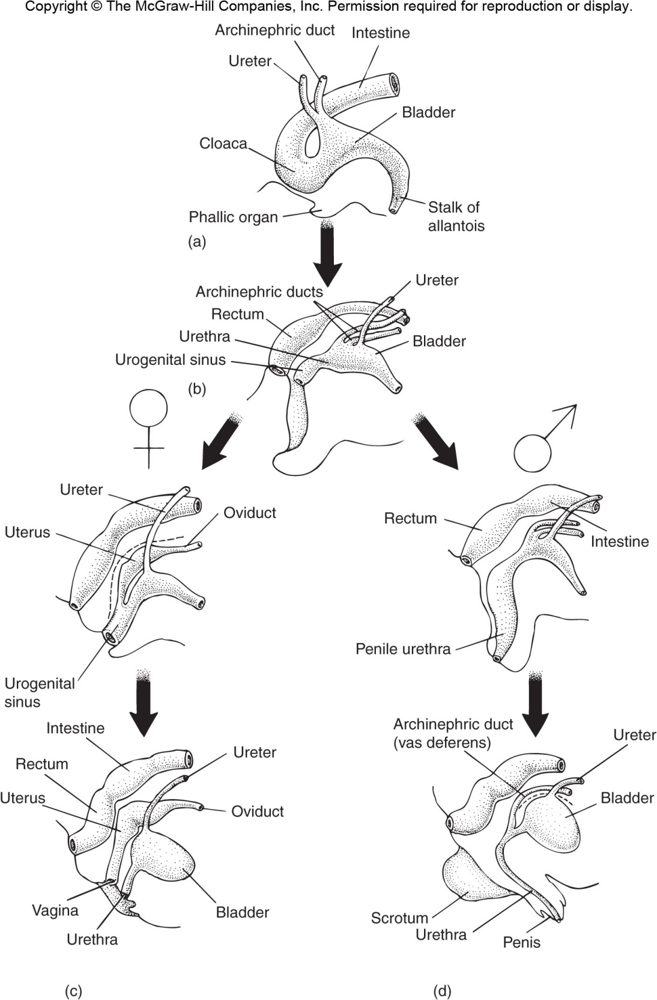 Copyright © The McGraw-Hill Companies, Inc. Permission required for reproduction or display.
Archinephric duct
Intestine
Ureter
Bladder
Cloaca
Stalk of
allantois
Phallic organ
(a)
Ureter
Archinephric ducts
Rectum
Urethra
Bladder
Urogenital sinus
(b)
Ureter
Oviduct
Uterus
Urogenital
sinus
Rectum
Intestine
Penile urethra
Intestine
Ureter
Rectum
Uterus
Oviduct
Vagina
Bladder
Urethra
(c)
Archinephric duct
(vas deferens)
Ureter
Bladder
Scrotum
Urethra
Penis
(d)